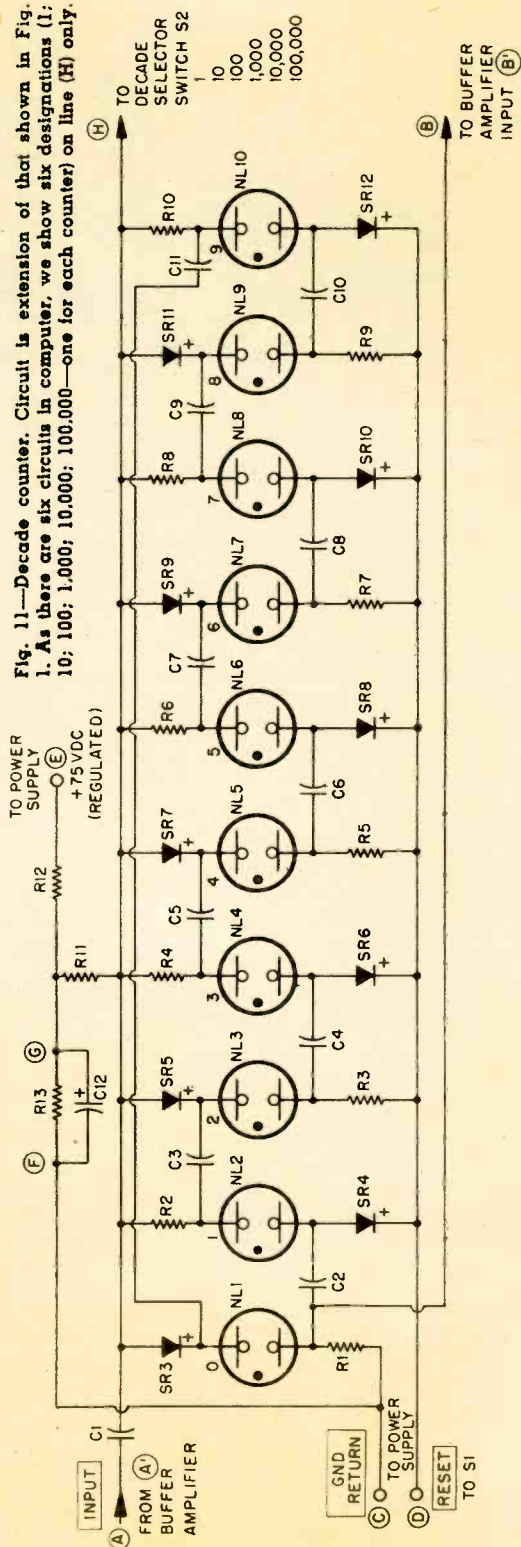 Fig. 11—Decade counter. Circuit is extension of that shown in Fig.
1. As there are six circuits in computer, we show six designations (1;
10; 100; 1,000; 10,000; 100,000—one for each counter) on line (H) only.
TO POWER
SUPPLY
E
+75 VDC
(REGULATED)
R12
R11
G
R13
C12
F
H
TO
DECADE
SELECTOR
SWITCH S2
1
10
100
1,000
10,000
100,000
INPUT
A
FROM A'
BUFFER
AMPLIFIER
C1
SR3
R2
SR5
R4
SR7
R6
SR9
R8
SR11
R10
C3
C5
C7
C9
C11
0
1
2
3
4
5
6
7
8
9
NL1
NL2
NL3
NL4
NL5
NL6
NL7
NL8
NL9
NL10
C2
C4
C6
C8
C10
R1
SR4
R3
SR6
R5
SR8
R7
SR10
R9
SR12
GND
RETURN
C
TO POWER
SUPPLY
D
RESET
TO S1
B
TO BUFFER
AMPLIFIER
INPUT B'